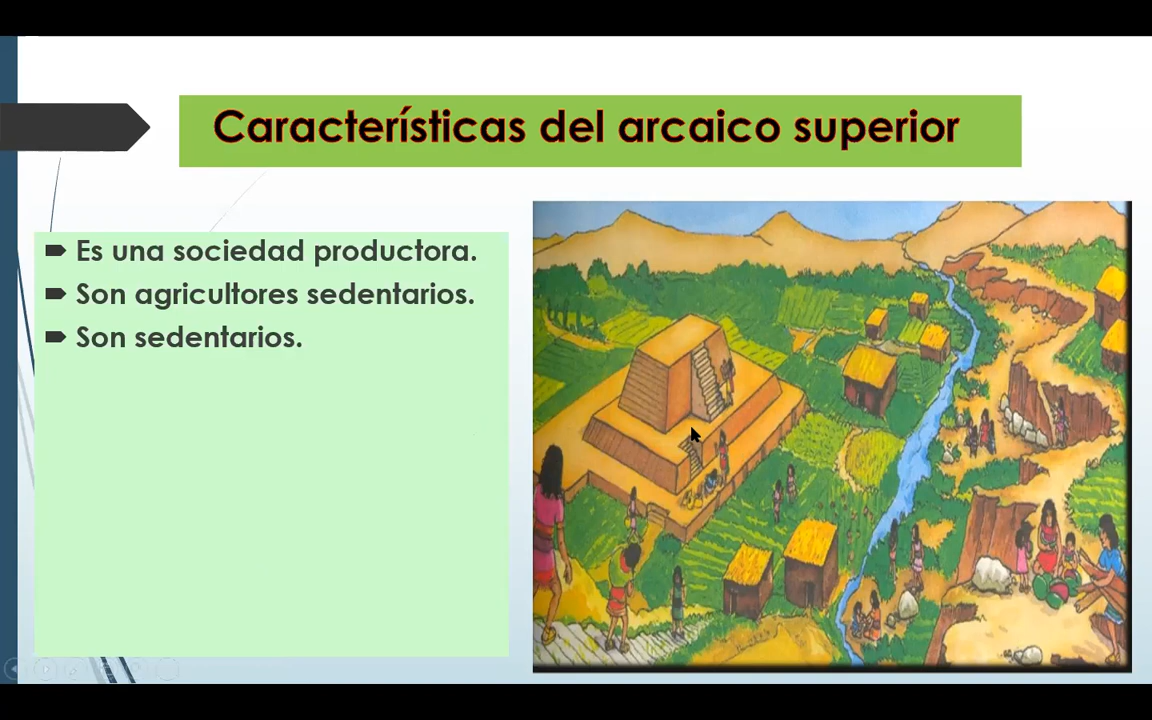 Características del arcaico superior
Es una sociedad productora.
Son agricultores sedentarios.
Son sedentarios.